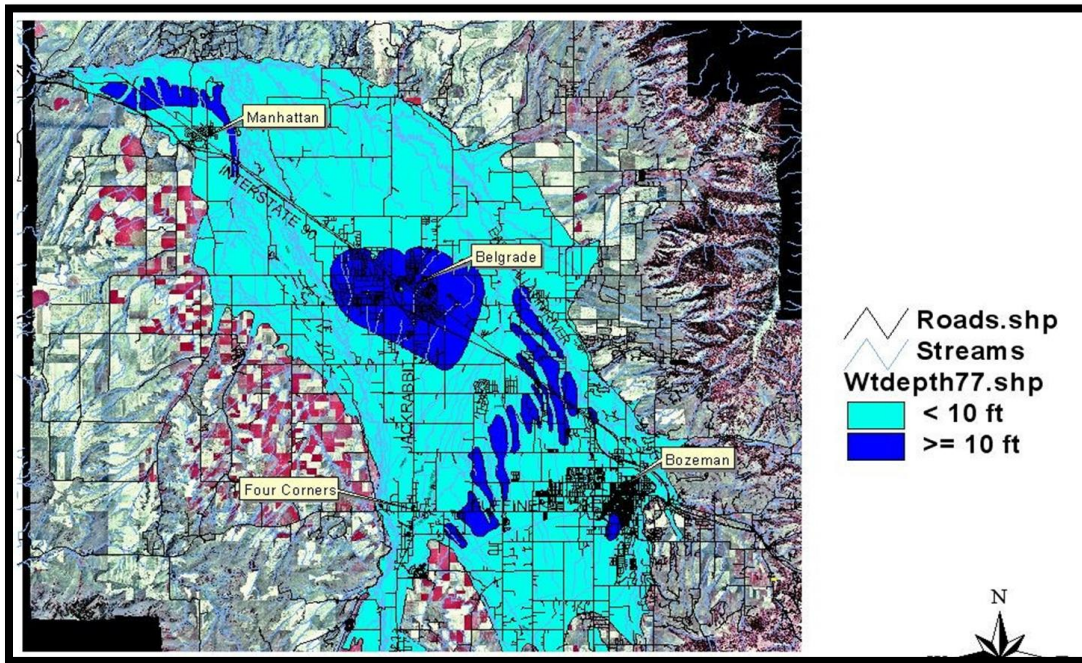 Manhattan
INTERSTATE 90
Belgrade
JACKRABBIT
Bozeman
Four Corners
Roads.shp
Streams
Wtdepth77.shp
< 10 ft
>= 10 ft
N